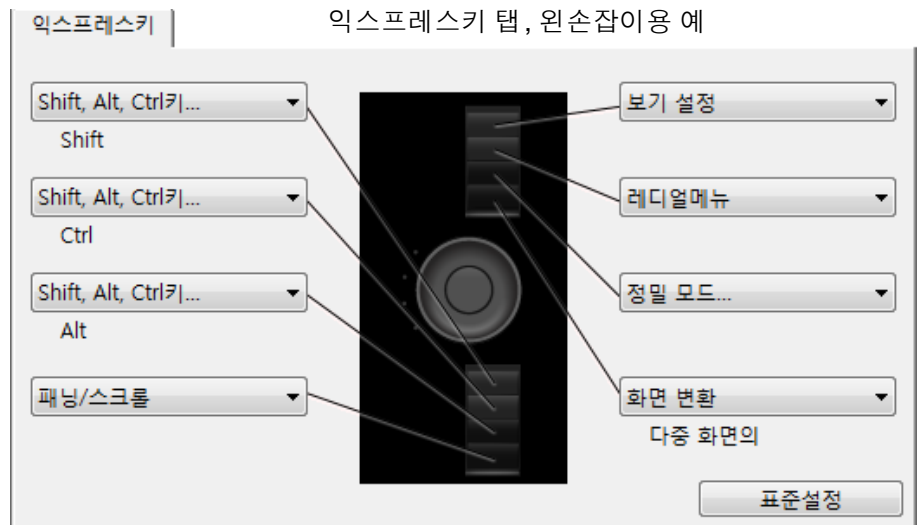 익스프레스키
익스프레스키 탭, 왼손잡이용 예
Shift, Alt, Ctrl키...
Shift
Shift, Alt, Ctrl키...
Ctrl
Shift, Alt, Ctrl키...
Alt
패닝/스크롤
보기 설정
레디얼메뉴
정밀 모드...
화면 변환
다중 화면의
표준설정